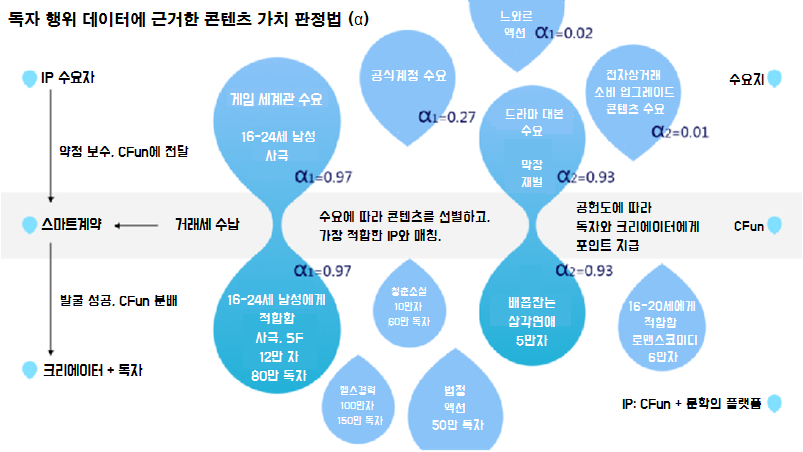 독자 행위 데이터에 근거한 콘텐츠 가치 판정법 (α)
IP 수요자
약정 보수, CFun에 전달
스마트계약
거래세 수납
발굴 성공, CFun 분배
크리에이터 + 독자
게임 세계관 수요
16-24세 남성
사극
α1=0.97
공식계정 수요
α1=0.27
느와르
액션
α1=0.02
드라마 대본
수요
막장
재벌
α2=0.93
전자상거래
소비 업그레이드
콘텐츠 수요
α2=0.01
수요지
수요에 따라 콘텐츠를 선별하고,
가장 적합한 IP와 매칭.
공헌도에 따라
독자와 크리에이터에게
포인트 지급
CFun
α1=0.97
16-24세 남성에게
적합함
사극, SF
12만 자
80만 독자
청춘소설
10만자
60만 독자
α2=0.93
배꼽잡는
삼각연애
5만자
16-20세에게
적합함
로맨스코미디
6만자
헬스경력
100만자
150만 독자
법정
액션
50만 독자
IP: CFun + 문학의 플랫폼